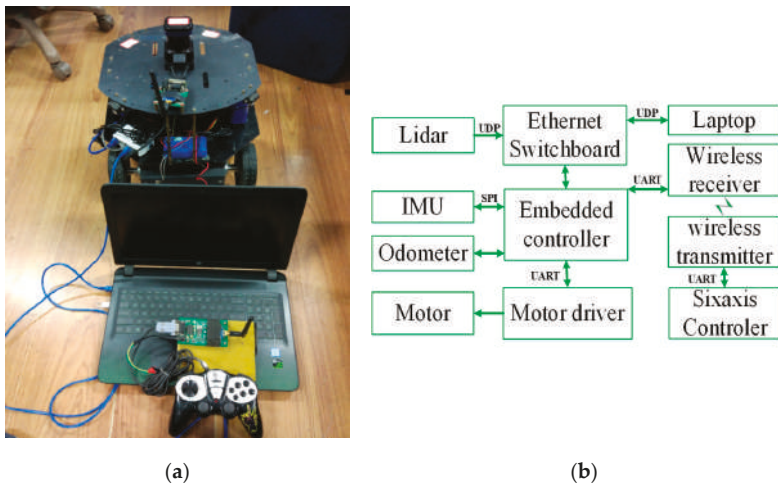 Lidar
UDP
Ethernet
Switchboard
UDP
Laptop
Wireless
receiver
UART
IMU
SPI
Embedded
controller
wireless
transmitter
Odometer
UART
UART
Motor
Motor driver
Sixaxis
Controler
(a)
(b)